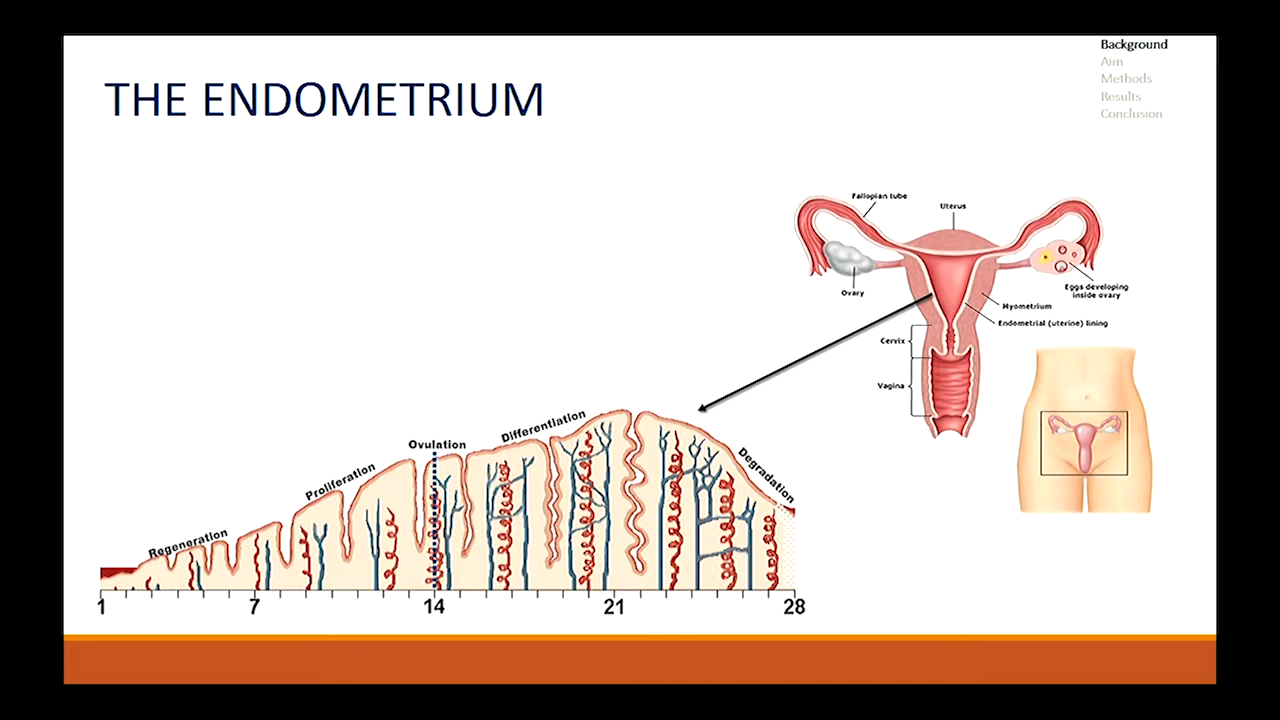 THE ENDOMETRIUM
Background
Aim
Methods
Results
Conclusion
Fallopian tube
Uterus
Ovary
Eggs developing
inside ovary
Myometrium
Endometrial (uterine) lining
Cervix
Vagina
Regeneration
Proliferation
Ovulation
Differentiation
Degradation
1 7 14 21 28